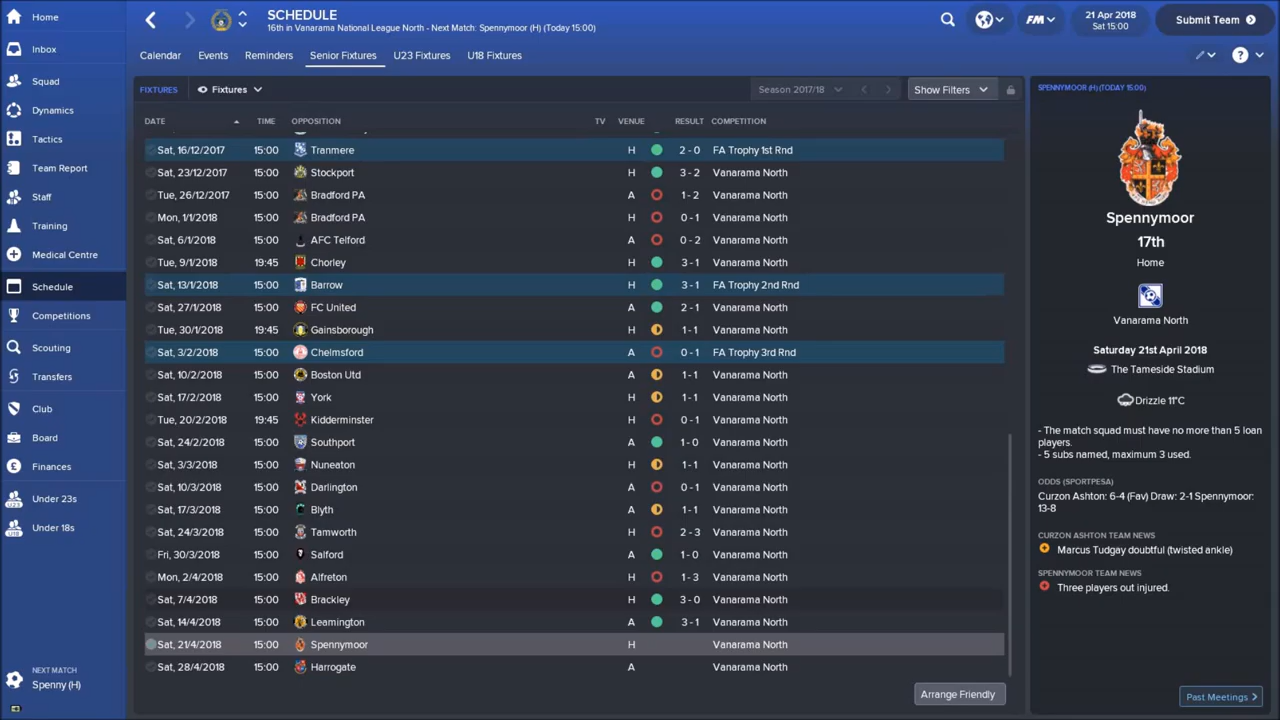 Home
SCHEDULE
16th in Vanarama National League North - Next Match: Spennymoor (H) (Today 15:00)
FM
21 Apr 2018
Sat 15:00
Submit Team
Inbox
Squad
Dynamics
Tactics
Team Report
Staff
Training
Medical Centre
Schedule
Competitions
Scouting
Transfers
Club
Board
Finances
Under 23s
Under 18s
NEXT MATCH
Spenny (H)
Calendar Events Reminders Senior Fixtures U23 Fixtures U18 Fixtures
FIXTURES Fixtures Season 2017/18 Show Filters
DATE TIME OPPOSITION TV VENUE RESULT COMPETITION
Sat, 16/12/2017 15:00 Tranmere H 2 - 0 FA Trophy 1st Rnd
Sat, 23/12/2017 15:00 Stockport H 3 - 2 Vanarama North
Tue, 26/12/2017 15:00 Bradford PA A 1 - 2 Vanarama North
Mon, 1/1/2018 15:00 Bradford PA H 0 - 1 Vanarama North
Sat, 6/1/2018 15:00 AFC Telford A 0 - 2 Vanarama North
Tue, 9/1/2018 19:45 Chorley H 3 - 1 Vanarama North
Sat, 13/1/2018 15:00 Barrow H 3 - 1 FA Trophy 2nd Rnd
Sat, 27/1/2018 15:00 FC United A 2 - 1 Vanarama North
Tue, 30/1/2018 19:45 Gainsborough H 1 - 1 Vanarama North
Sat, 3/2/2018 15:00 Chelmsford A 0 - 1 FA Trophy 3rd Rnd
Sat, 10/2/2018 15:00 Boston Utd A 1 - 1 Vanarama North
Sat, 17/2/2018 15:00 York H 1 - 1 Vanarama North
Tue, 20/2/2018 19:45 Kidderminster H 0 - 1 Vanarama North
Sat, 24/2/2018 15:00 Southport A 1 - 0 Vanarama North
Sat, 3/3/2018 15:00 Nuneaton H 1 - 1 Vanarama North
Sat, 10/3/2018 15:00 Darlington A 0 - 1 Vanarama North
Sat, 17/3/2018 15:00 Blyth A 1 - 1 Vanarama North
Sat, 24/3/2018 15:00 Tamworth H 2 - 3 Vanarama North
Fri, 30/3/2018 15:00 Salford A 1 - 0 Vanarama North
Mon, 2/4/2018 15:00 Alfreton H 1 - 3 Vanarama North
Sat, 7/4/2018 15:00 Brackley H 3 - 0 Vanarama North
Sat, 14/4/2018 15:00 Leamington A 3 - 1 Vanarama North
Sat, 21/4/2018 15:00 Spennymoor H Vanarama North
Sat, 28/4/2018 15:00 Harrogate A Vanarama North
Arrange Friendly
SPENNYMOOR (H) (TODAY 15:00)
Spennymoor
17th
Home
Vanarama North
Saturday 21st April 2018
The Tameside Stadium
Drizzle 11°C
- The match squad must have no more than 5 loan
players.
- 5 subs named, maximum 3 used.
ODDS (SPORTPESA)
Curzon Ashton: 6-4 (Fav) Draw: 2-1 Spennymoor:
13-8
CURZON ASHTON TEAM NEWS
Marcus Tudgay doubtful (twisted ankle)
SPENNYMOOR TEAM NEWS
Three players out injured.
Past Meetings